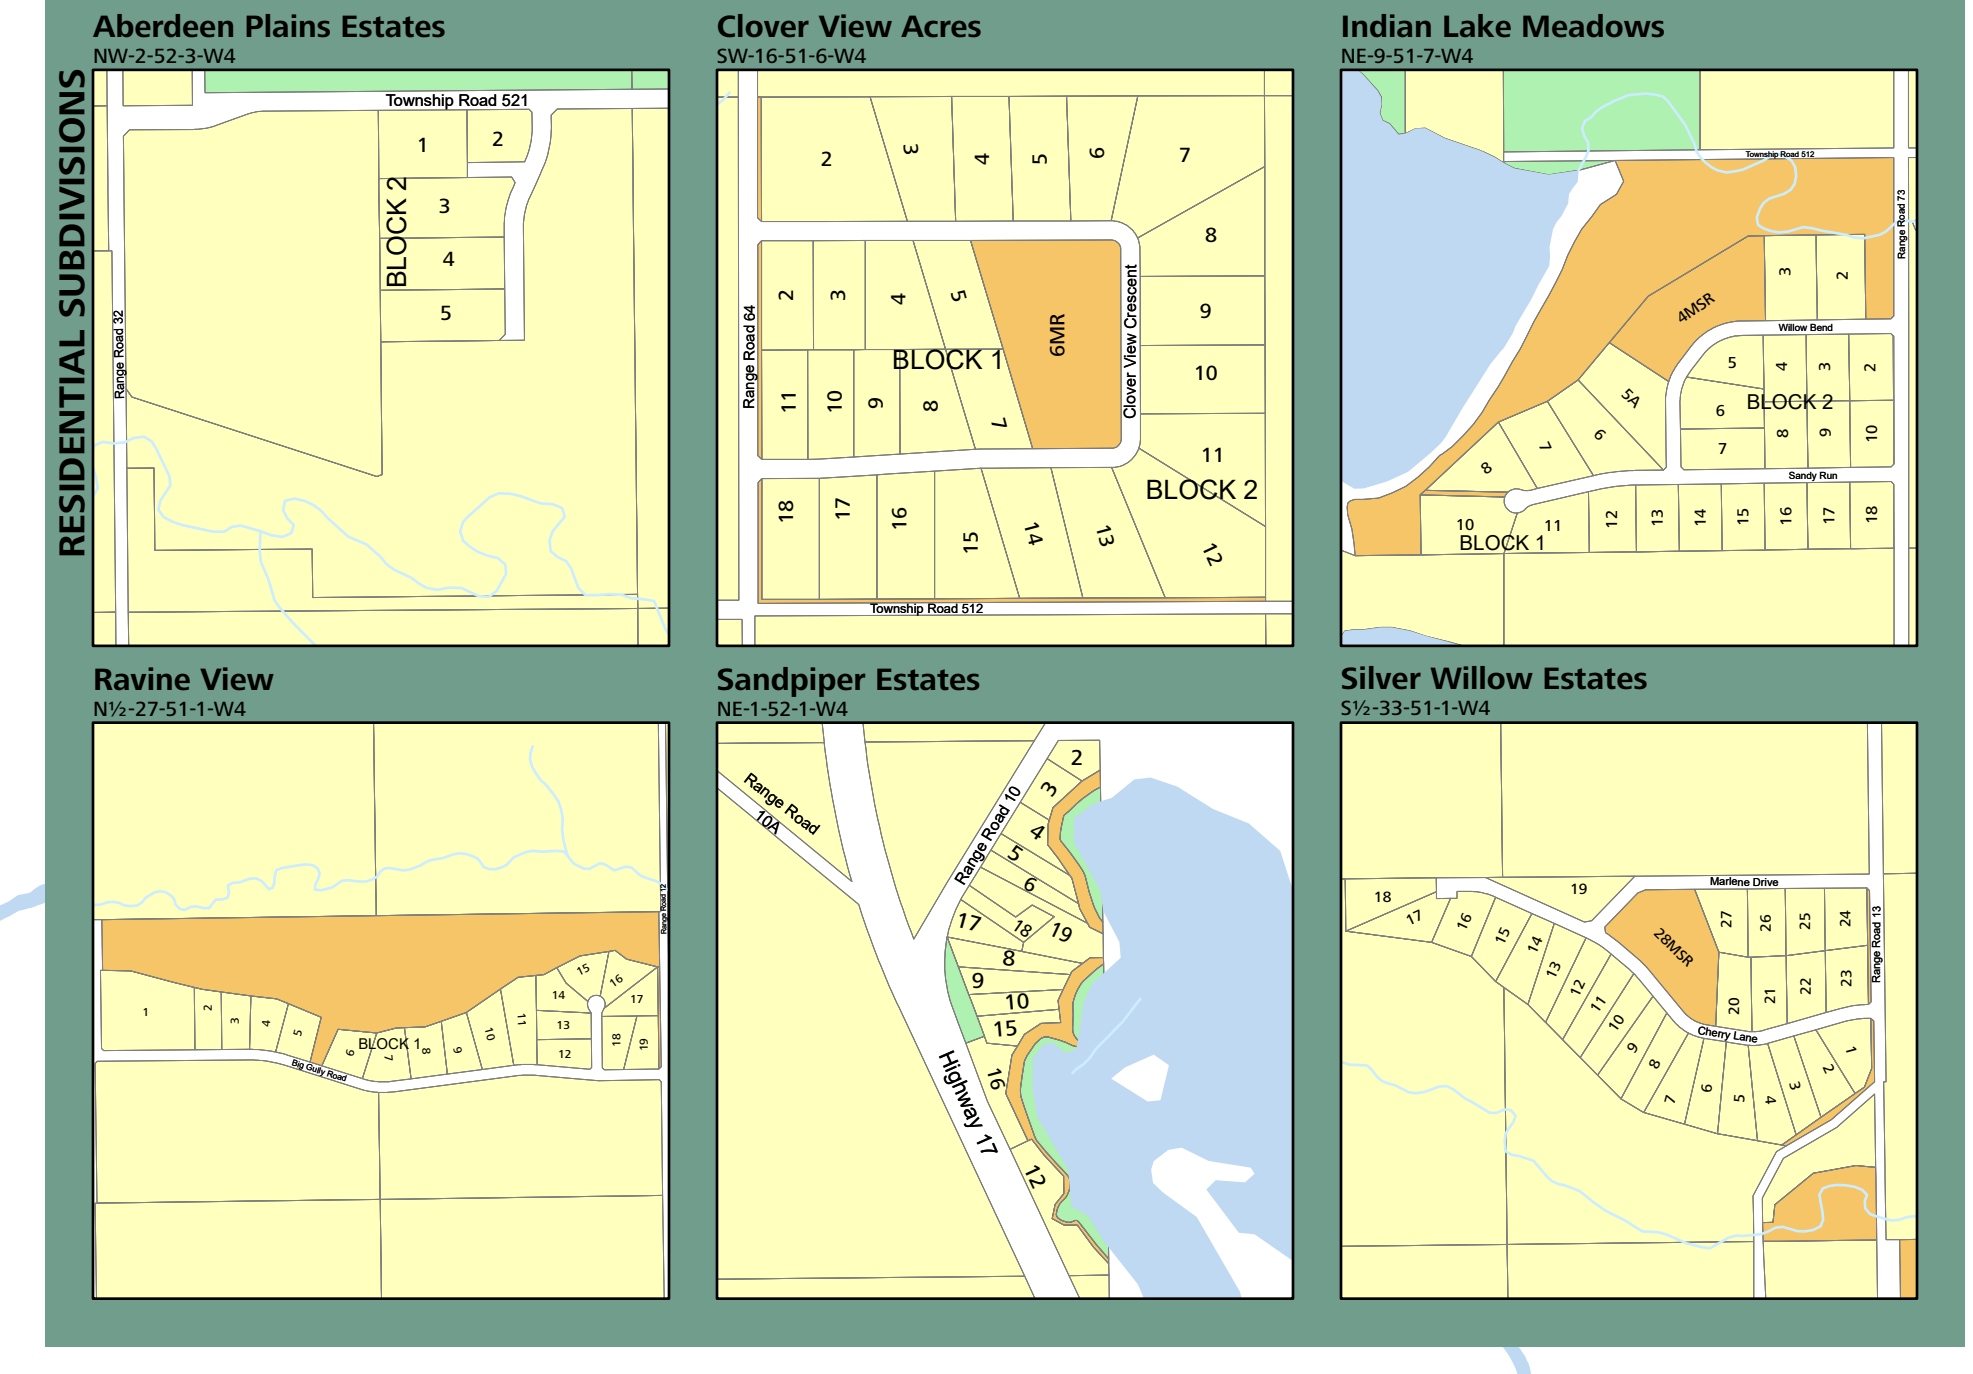 RESIDENTIAL SUBDIVISIONS
Aberdeen Plains Estates
NW-2-52-3-W4
Township Road 521
1
2
BLOCK 2
3
4
5
Range Road 32
Clover View Acres
SW-16-51-6-W4
2
3
4
5
6
7
8
2
3
4
5
6MR
Clover View Crescent
9
Range Road 64
BLOCK 1
10
11
10
9
8
7
11
BLOCK 2
18
17
16
15
14
13
12
Township Road 512
Indian Lake Meadows
NE-9-51-7-W4
Township Road 512
Range Road 73
3
2
4MSR
Willow Bend
5
4
3
2
5A
BLOCK 2
6
7
8
9
10
8
7
6
Sandy Run
10
11
12
13
14
15
16
17
18
BLOCK 1
Ravine View
N½-27-51-1-W4
Range Road 12
15
16
14
17
1
2
3
4
5
6
BLOCK 1
7
8
9
10
11
13
12
18
19
Big Gully Road
Sandpiper Estates
NE-1-52-1-W4
2
3
Range Road
10A
Range Road 10
4
5
6
17
18
19
8
9
10
15
16
Highway 17
12
Silver Willow Estates
S½-33-51-1-W4
18
17
19
Marlene Drive
16
15
14
13
12
11
10
9
8
7
6
5
4
3
2
1
28MSR
27
26
25
24
20
21
22
23
Range Road 13
Cherry Lane